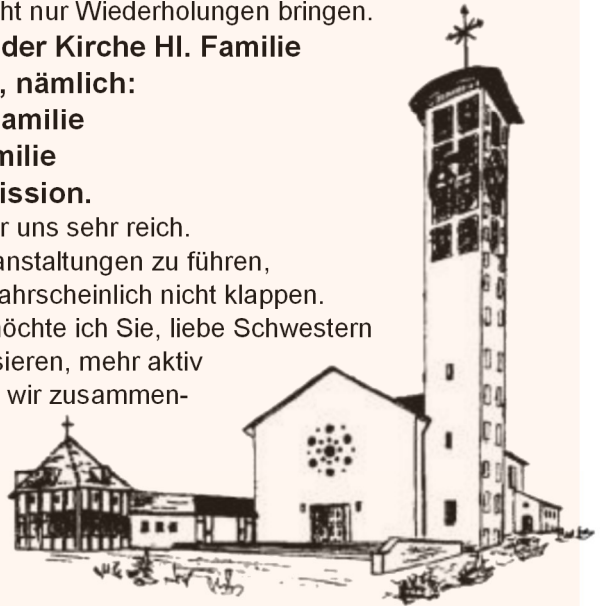 ht nur Wiederholungen bringen.
der Kirche Hl. Familie
, nämlich:
amilie
milie
ission.
r uns sehr reich.
anstaltungen zu führen,
ahrscheinlich nicht klappen.
öchte ich Sie, liebe Schwestern
sieren, mehr aktiv
wir zusammen-